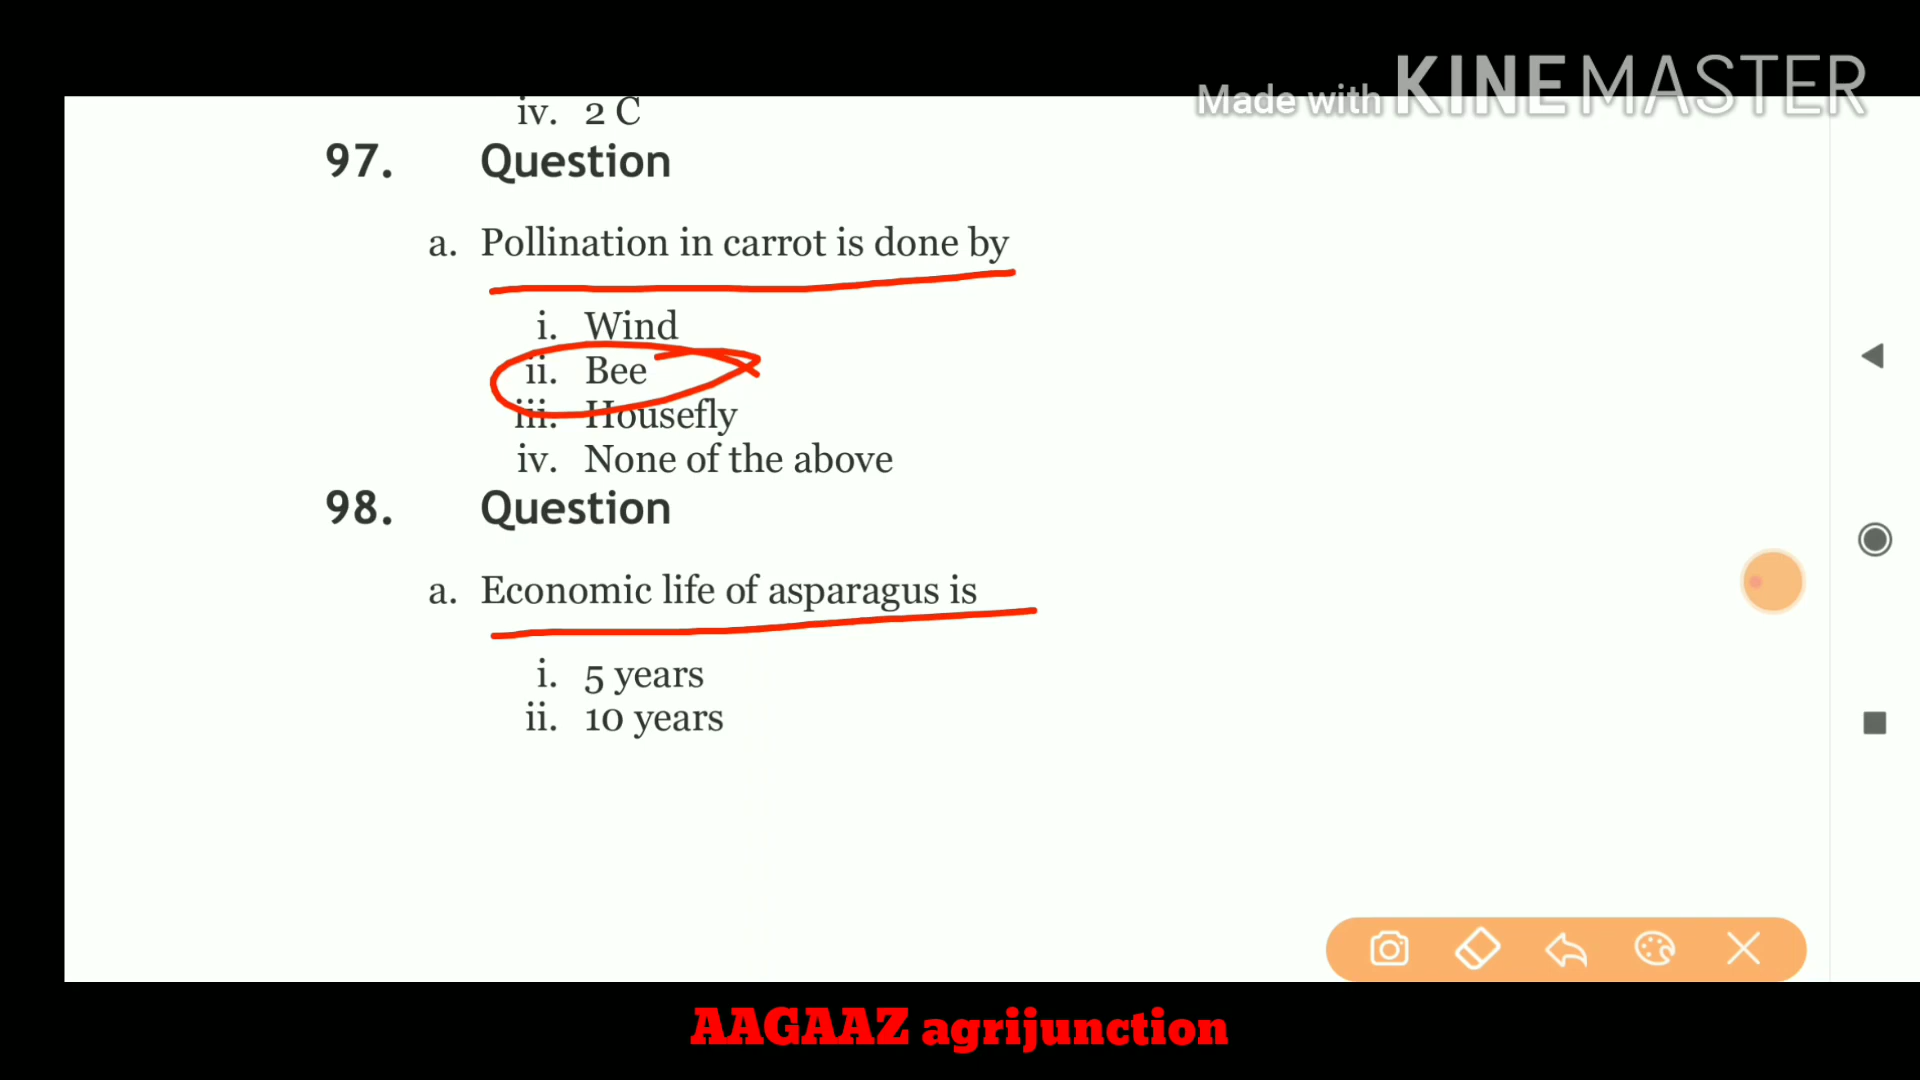 Made with KINEMASTER
iv. 2 C
97. Question
a. Pollination in carrot is done by
i. Wind
ii. Bee
iii. Housefly
iv. None of the above
98. Question
a. Economic life of asparagus is
i. 5 years
ii. 10 years
AAGAAZ agrijunction